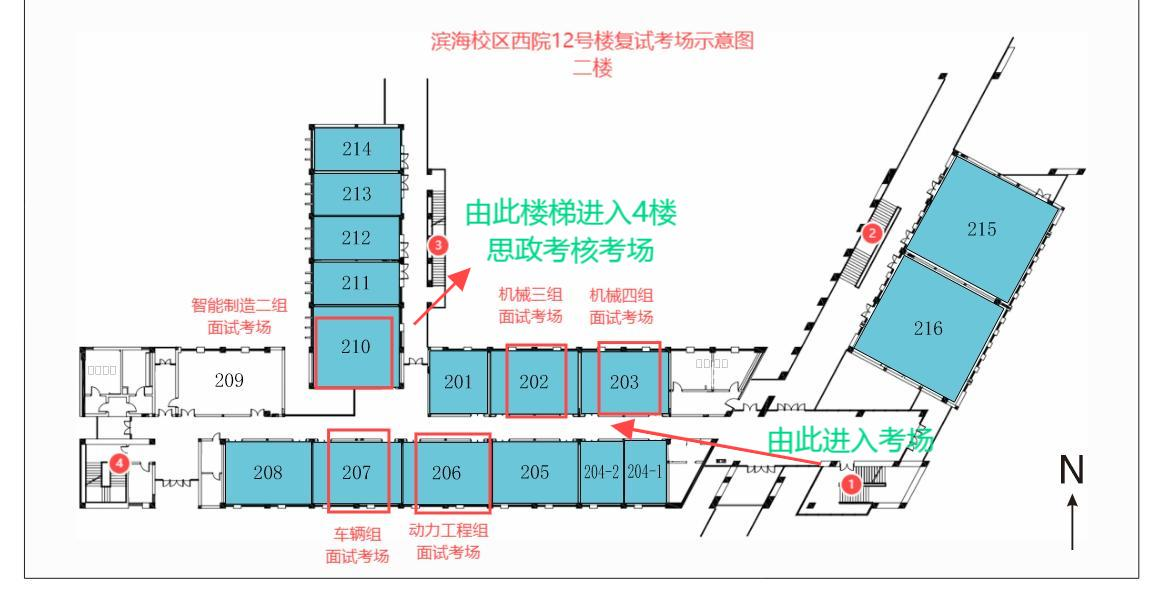 滨海校区西院12号楼复试考场示意图
二楼
214
213
212
211
210
由此楼梯进入4楼
思政考核考场
3
2
215
216
智能制造二组
面试考场
机械三组
面试考场
机械四组
面试考场
209
201
202
203
由此进入考场
4
208
207
206
205
204-2
204-1
1
N
车辆组
面试考场
动力工程组
面试考场